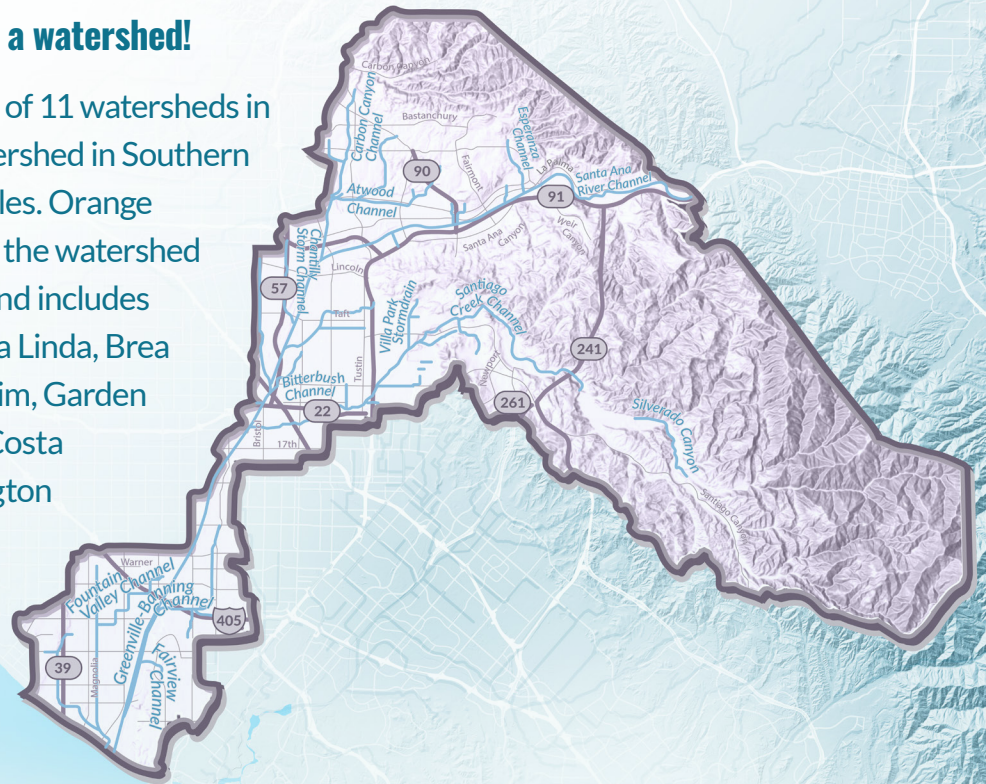 a watershed!
of 11 watersheds in
ershed in Southern
les. Orange
the watershed
nd includes
a Linda, Brea
im, Garden
Costa
gton
Carbon Canyon
Carbon Canyon
Channel
Bastanchury
Esperanza
Channel
90
Fairmont
La Palma
Santa Ana
River Channel
91
Atwood
Channel
Weir
Canyon
Santa Ana
Canyon
Chantilly
Storm Channel
Lincoln
57
Taft
Villa Park
Stormdrain
Santiago
Creek Channel
241
Newport
Tustin
Bitterbush
Channel
22
261
Silverado Canyon
Bristol
17th
Santiago Canyon
Warner
Fountain
Valley Channel
Greenville-Banning
Channel
405
39
Magnolia
Fairview
Channel